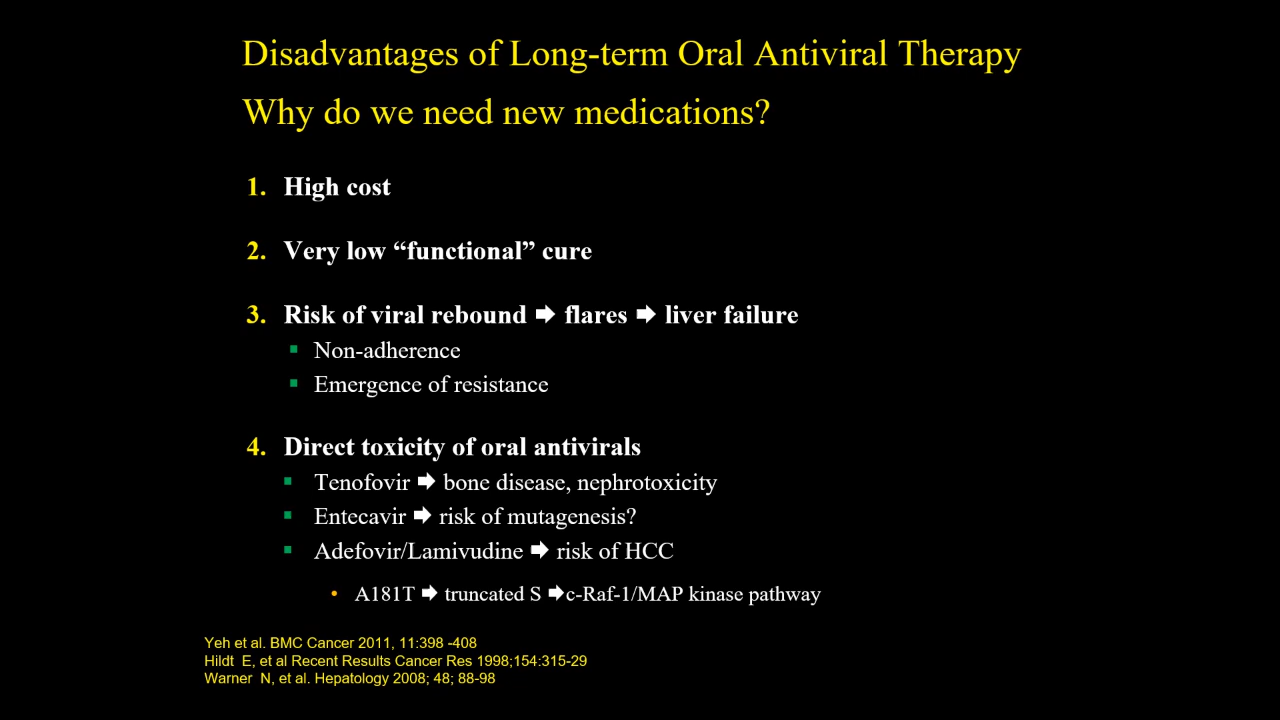 Disadvantages of Long-term Oral Antiviral Therapy
Why do we need new medications?
1. High cost
2. Very low “functional” cure
3. Risk of viral rebound ➡ flares ➡ liver failure
▪ Non-adherence
▪ Emergence of resistance
4. Direct toxicity of oral antivirals
▪ Tenofovir ➡ bone disease, nephrotoxicity
▪ Entecavir ➡ risk of mutagenesis?
▪ Adefovir/Lamivudine ➡ risk of HCC
• A181T ➡ truncated S ➡c-Raf-1/MAP kinase pathway
Yeh et al. BMC Cancer 2011, 11:398 -408
Hildt E, et al Recent Results Cancer Res 1998;154:315-29
Warner N, et al. Hepatology 2008; 48; 88-98